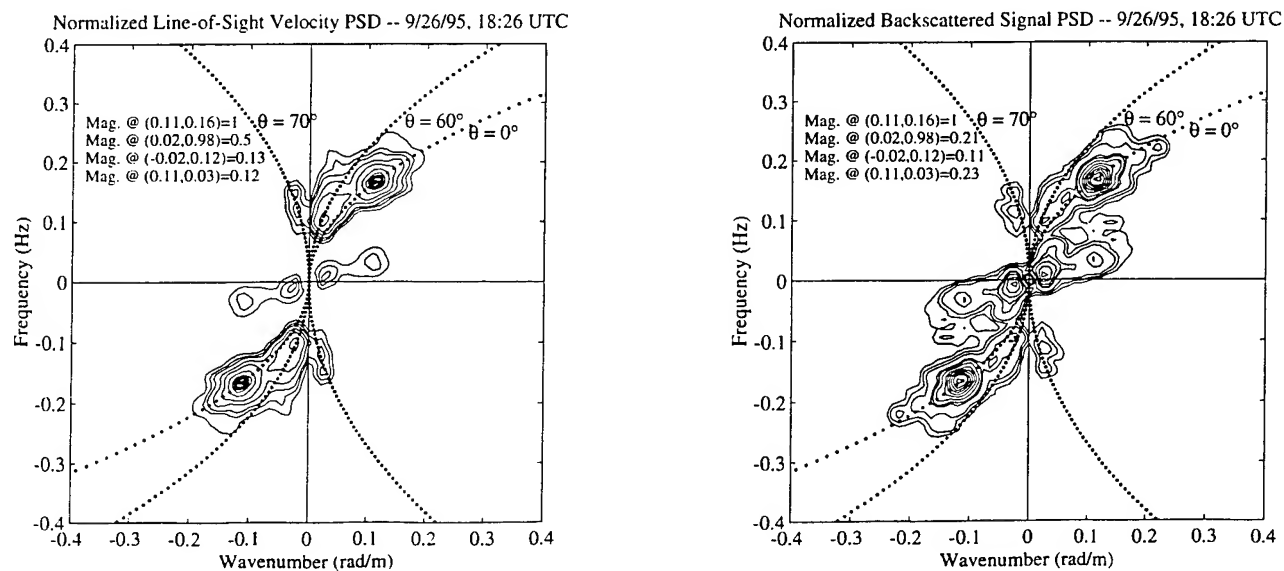 Normalized Line-of-Sight Velocity PSD -- 9/26/95, 18:26 UTC
0.4
0.3
0.2
0.1
0
-0.1
-0.2
-0.3
-0.4
Frequency (Hz)
Mag. @ (0.11,0.16)=1
Mag. @ (0.02,0.98)=0.5
Mag. @ (-0.02,0.12)=0.13
Mag. @ (0.11,0.03)=0.12
θ = 70°
θ = 60°
θ = 0°
-0.4 -0.3 -0.2 -0.1 0 0.1 0.2 0.3 0.4
Wavenumber (rad/m)
Normalized Backscattered Signal PSD -- 9/26/95, 18:26 UTC
0.4
0.3
0.2
0.1
0
-0.1
-0.2
-0.3
-0.4
Frequency (Hz)
Mag. @ (0.11,0.16)=1
Mag. @ (0.02,0.98)=0.21
Mag. @ (-0.02,0.12)=0.11
Mag. @ (0.11,0.03)=0.23
θ = 70°
θ = 60°
θ = 0°
-0.4 -0.3 -0.2 -0.1 0 0.1 0.2 0.3 0.4
Wavenumber (rad/m)